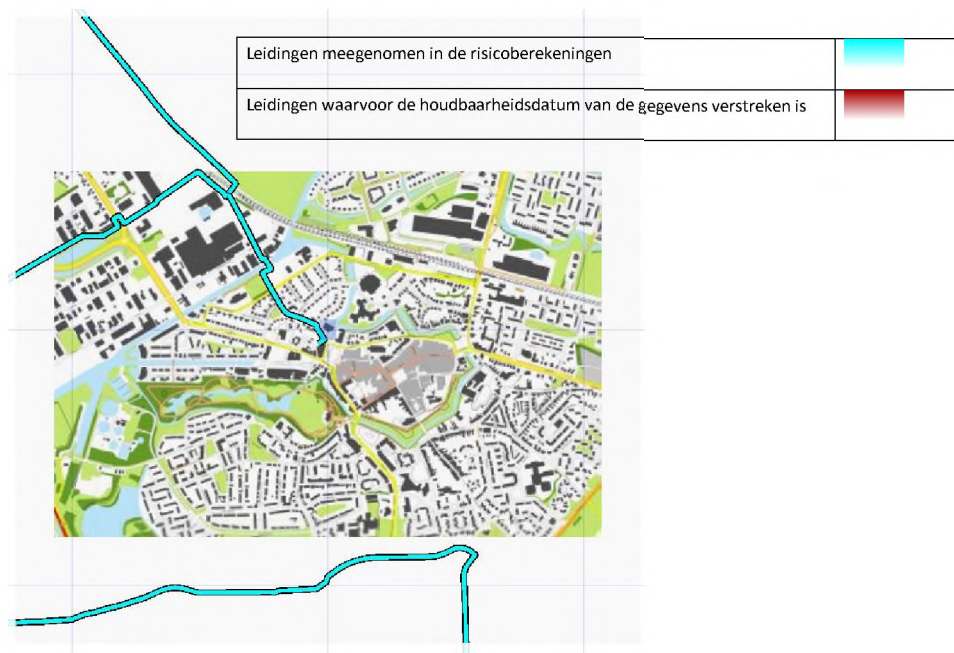 Leidingen meegenomen in de risicoberekeningen
Leidingen waarvoor de houdbaarheidsdatum van de gegevens verstreken is